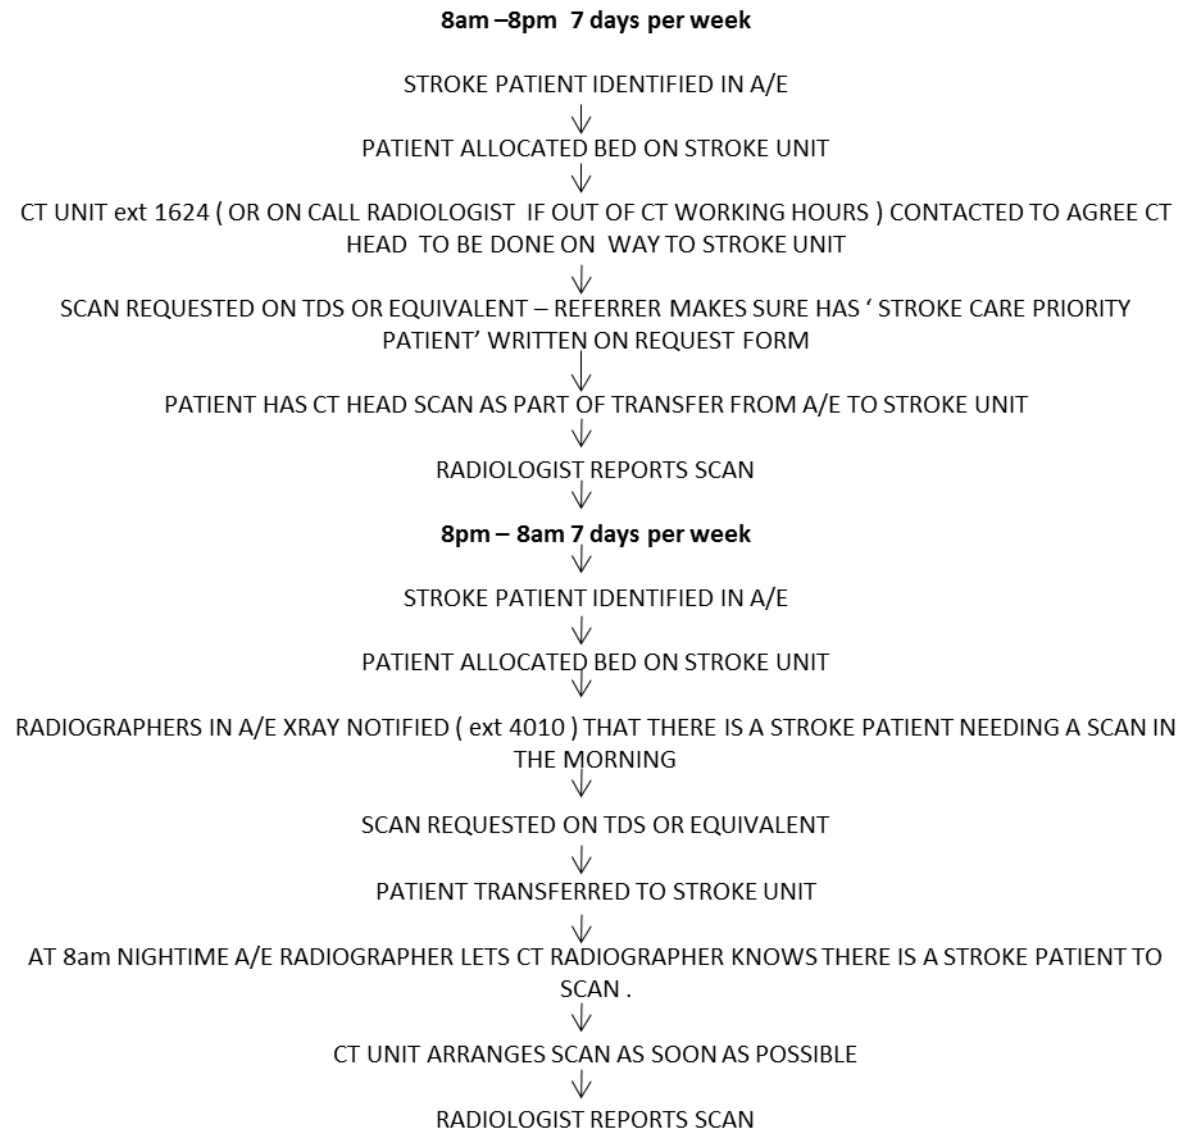 8am –8pm  7 days per week
STROKE PATIENT IDENTIFIED IN A/E
PATIENT ALLOCATED BED ON STROKE UNIT
CT UNIT ext 1624 ( OR ON CALL RADIOLOGIST  IF OUT OF CT WORKING HOURS ) CONTACTED TO AGREE CT
HEAD  TO BE DONE ON  WAY TO STROKE UNIT
SCAN REQUESTED ON TDS OR EQUIVALENT – REFERRER MAKES SURE HAS ‘ STROKE CARE PRIORITY
PATIENT’ WRITTEN ON REQUEST FORM
PATIENT HAS CT HEAD SCAN AS PART OF TRANSFER FROM A/E TO STROKE UNIT
RADIOLOGIST REPORTS SCAN
8pm – 8am 7 days per week
STROKE PATIENT IDENTIFIED IN A/E
PATIENT ALLOCATED BED ON STROKE UNIT
RADIOGRAPHERS IN A/E XRAY NOTIFIED ( ext 4010 ) THAT THERE IS A STROKE PATIENT NEEDING A SCAN IN
THE MORNING
SCAN REQUESTED ON TDS OR EQUIVALENT
PATIENT TRANSFERRED TO STROKE UNIT
AT 8am NIGHTIME A/E RADIOGRAPHER LETS CT RADIOGRAPHER KNOWS THERE IS A STROKE PATIENT TO
SCAN .
CT UNIT ARRANGES SCAN AS SOON AS POSSIBLE
RADIOLOGIST REPORTS SCAN